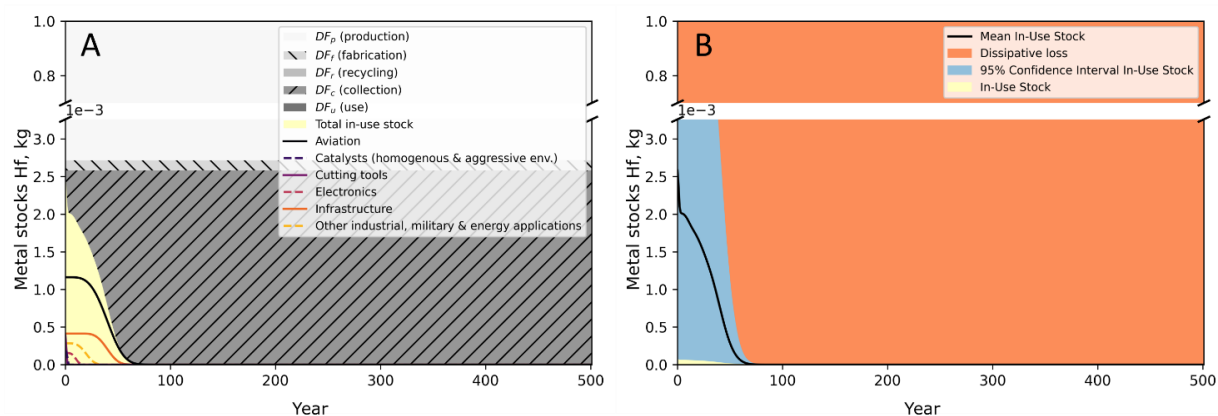 A
1.0
0.8
1e−3
3.0
2.5
2.0
1.5
1.0
0.5
0.0
Metal stocks Hf, kg
0
100
200
300
400
500
Year
DFp (production)
DFf (fabrication)
DFr (recycling)
DFc (collection)
DFu (use)
Total in-use stock
Aviation
Catalysts (homogenous & aggressive env.)
Cutting tools
Electronics
Infrastructure
Other industrial, military & energy applications
B
1.0
0.8
1e−3
3.0
2.5
2.0
1.5
1.0
0.5
0.0
Metal stocks Hf, kg
0
100
200
300
400
500
Year
Mean In-Use Stock
Dissipative loss
95% Confidence Interval In-Use Stock
In-Use Stock